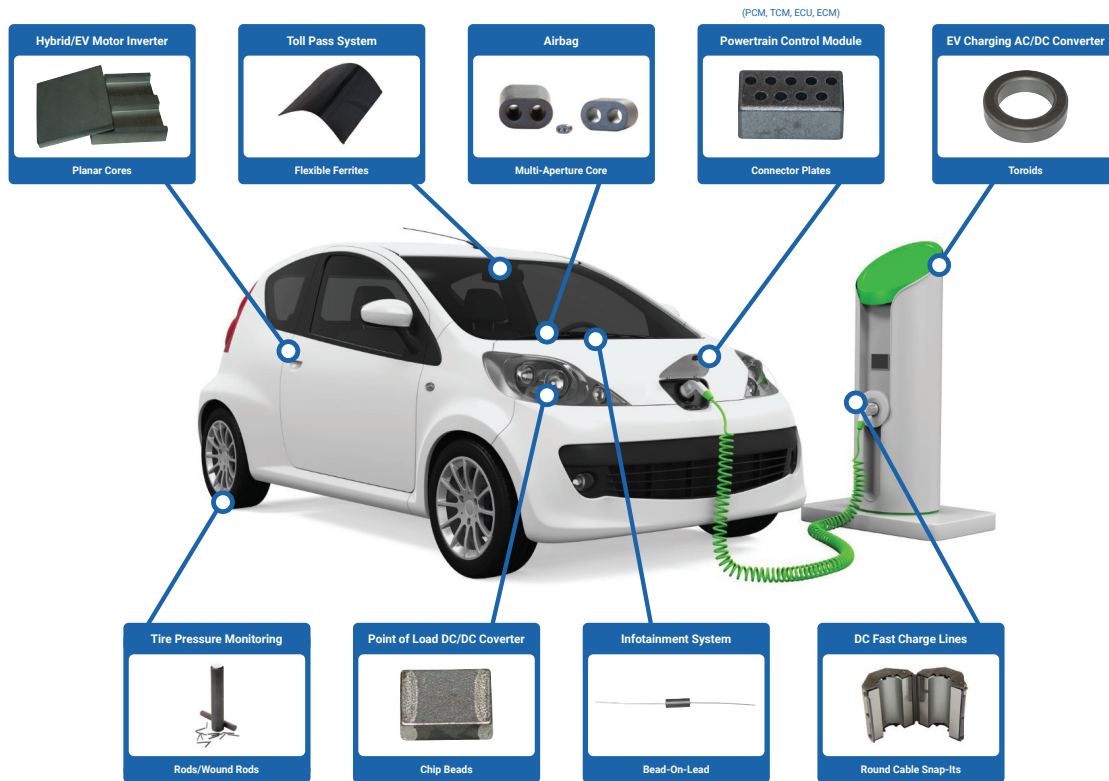 (PCM, TCM, ECU, ECM)
Hybrid/EV Motor Inverter
Planar Cores
Toll Pass System
Flexible Ferrites
Airbag
Multi-Aperture Core
Powertrain Control Module
Connector Plates
EV Charging AC/DC Converter
Toroids
Tire Pressure Monitoring
Rods/Wound Rods
Point of Load DC/DC Coverter
Chip Beads
Infotainment System
Bead-On-Lead
DC Fast Charge Lines
Round Cable Snap-Its